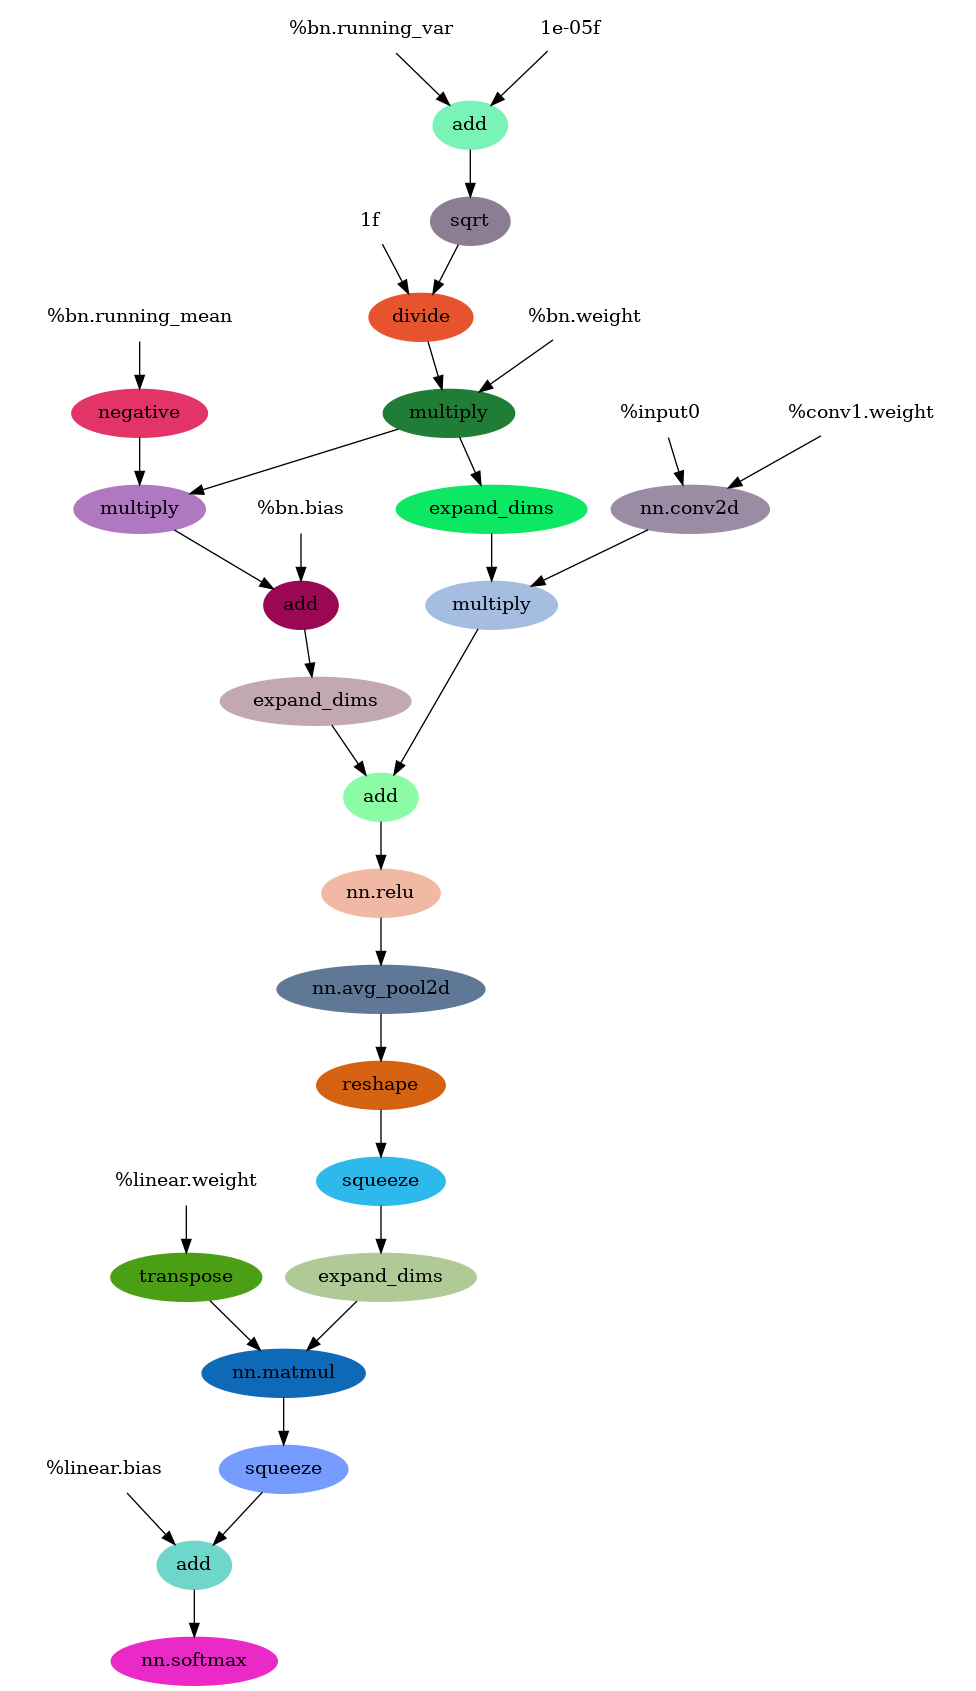 %bn.running_var
1e-05f
add
1f
sqrt
%bn.running_mean
divide
%bn.weight
negative
multiply
%input0
%conv1.weight
multiply
%bn.bias
expand_dims
nn.conv2d
add
multiply
expand_dims
add
nn.relu
nn.avg_pool2d
reshape
%linear.weight
squeeze
transpose
expand_dims
nn.matmul
%linear.bias
squeeze
add
nn.softmax